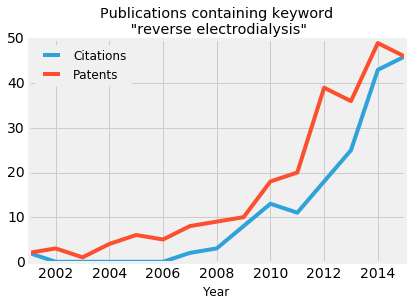 Publications containing keyword
"reverse electrodialysis"
50
40
30
20
10
0
Citations
Patents
2002 2004 2006 2008 2010 2012 2014
Year